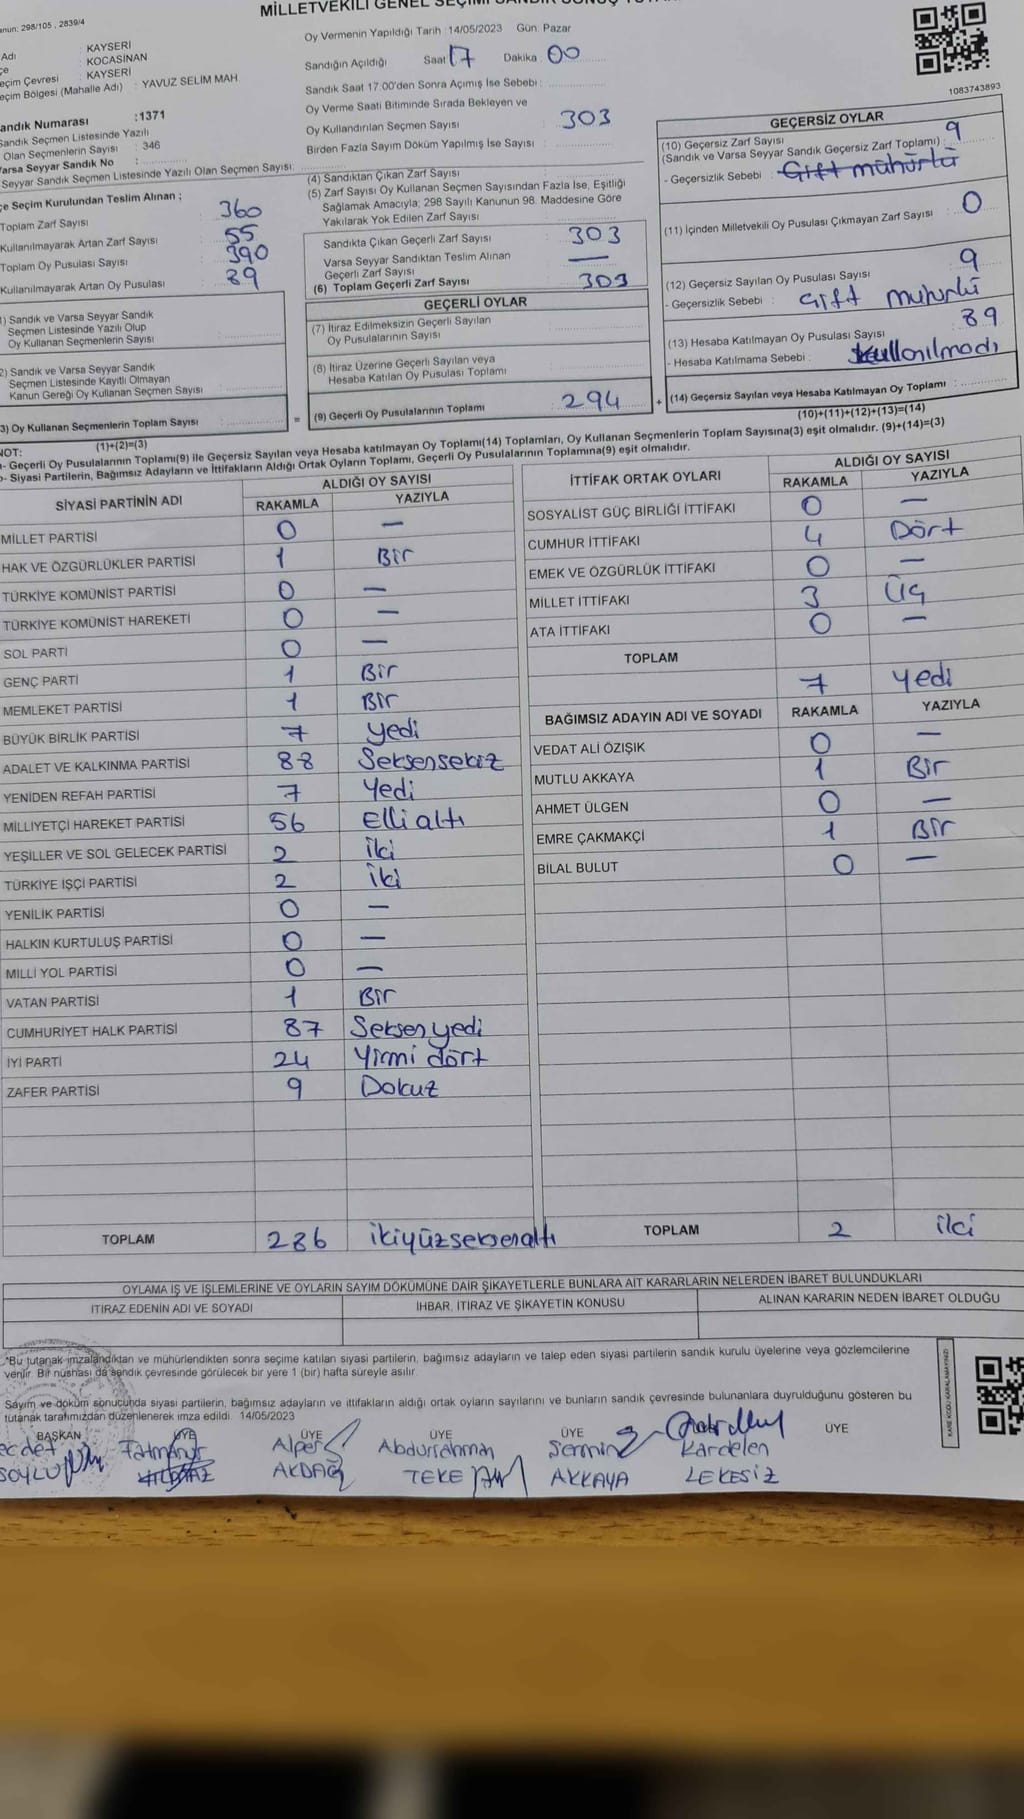 MİLLETVEKİLİ GENEL SEÇİMİ SANDIK SONUÇ
298/105 , 2839/4
Adı : KAYSERİ
KOCASİNAN
Seçim Çevresi : KAYSERİ
Seçim Bölgesi (Mahalle Adı) : YAVUZ SELİM MAH.
Sandık Numarası :1371
Sandık Seçmen Listesinde Yazılı
Olan Seçmenlerin Sayısı : 346
Varsa Seyyar Sandık No :
Seyyar Sandık Seçmen Listesinde Yazılı Olan Seçmen Sayısı:
İlçe Seçim Kurulundan Teslim Alınan ;
Toplam Zarf Sayısı : 360
Kullanılmayarak Artan Zarf Sayısı : 55
Toplam Oy Pusulası Sayısı : 390
Kullanılmayarak Artan Oy Pusulası : 89
1) Sandık ve Varsa Seyyar Sandık
Seçmen Listesinde Yazılı Olup
Oy Kullanan Seçmenlerin Sayısı
2) Sandık ve Varsa Seyyar Sandık
Seçmen Listesinde Kayıtlı Olmayan
Kanun Gereği Oy Kullanan Seçmen Sayısı
3) Oy Kullanan Seçmenlerin Toplam Sayısı
(1)+(2)=(3)
Oy Vermenin Yapıldığı Tarih :14/05/2023 Gün: Pazar
Sandığın Açıldığı Saat 17 Dakika 00
Sandık Saat 17:00'den Sonra Açımış İse Sebebi :
Oy Verme Saati Bitiminde Sırada Bekleyen ve
Oy Kullandırılan Seçmen Sayısı : 303
Birden Fazla Sayım Döküm Yapılmış İse Sayısı :
(4) Sandıktan Çıkan Zarf Sayısı
(5) Zarf Sayısı Oy Kullanan Seçmen Sayısından Fazla İse, Eşitliği
Sağlamak Amacıyla; 298 Sayılı Kanunun 98. Maddesine Göre
Yakılarak Yok Edilen Zarf Sayısı
Sandıkta Çıkan Geçerli Zarf Sayısı : 303
Varsa Seyyar Sandıktan Teslim Alınan
Geçerli Zarf Sayısı : —
(6) Toplam Geçerli Zarf Sayısı : 303
GEÇERLİ OYLAR
(7) İtiraz Edilmeksizin Geçerli Sayılan
Oy Pusulalarının Sayısı
(8) İtiraz Üzerine Geçerli Sayılan veya
Hesaba Katılan Oy Pusulası Toplamı
= (9) Geçerli Oy Pusulalarının Toplamı : 294 +
1083743893
GEÇERSİZ OYLAR
(10) Geçersiz Zarf Sayısı
(Sandık ve Varsa Seyyar Sandık Geçersiz Zarf Toplamı) : 9
- Geçersizlik Sebebi : Gift mühürlü
(11) İçinden Milletvekili Oy Pusulası Çıkmayan Zarf Sayısı : 0
(12) Geçersiz Sayılan Oy Pusulası Sayısı : 9
- Geçersizlik Sebebi : Gift mühürlü
(13) Hesaba Katılmayan Oy Pusulası Sayısı : 89
- Hesaba Katılmama Sebebi : kullanılmadı
(14) Geçersiz Sayılan veya Hesaba Katılmayan Oy Toplamı :
(10)+(11)+(12)+(13)=(14)
NOT:
- Geçerli Oy Pusulalarının Toplamı(9) ile Geçersiz Sayılan veya Hesaba katılmayan Oy Toplamı(14) Toplamları, Oy Kullanan Seçmenlerin Toplam Sayısına(3) eşit olmalıdır. (9)+(14)=(3)
- Siyasi Partilerin, Bağımsız Adayların ve İttifakların Aldığı Ortak Oyların Toplamı, Geçerli Oy Pusulalarının Toplamına(9) eşit olmalıdır.
SİYASİ PARTİNİN ADI ALDIĞI OY SAYISI
RAKAMLA YAZIYLA
MİLLET PARTİSİ 0 —
HAK VE ÖZGÜRLÜKLER PARTİSİ 1 Bir
TÜRKİYE KOMÜNİST PARTİSİ 0 —
TÜRKİYE KOMÜNİST HAREKETİ 0 —
SOL PARTİ 0 —
GENÇ PARTİ 1 Bir
MEMLEKET PARTİSİ 1 Bir
BÜYÜK BİRLİK PARTİSİ 7 yedi
ADALET VE KALKINMA PARTİSİ 88 Seksensekiz
YENİDEN REFAH PARTİSİ 7 Yedi
MİLLİYETÇİ HAREKET PARTİSİ 56 Elli altı
YEŞİLLER VE SOL GELECEK PARTİSİ 2 iki
TÜRKİYE İŞÇİ PARTİSİ 2 iki
YENİLİK PARTİSİ 0 —
HALKIN KURTULUŞ PARTİSİ 0 —
MİLLİ YOL PARTİSİ 0 —
VATAN PARTİSİ 1 Bir
CUMHURİYET HALK PARTİSİ 87 Seksen yedi
İYİ PARTİ 24 Yirmi dört
ZAFER PARTİSİ 9 Dokuz
TOPLAM 286 ikiyüzseksenaltı
İTTİFAK ORTAK OYLARI ALDIĞI OY SAYISI
RAKAMLA YAZIYLA
SOSYALİST GÜÇ BİRLİĞİ İTTİFAKI 0 —
CUMHUR İTTİFAKI 4 Dört
EMEK VE ÖZGÜRLÜK İTTİFAKI 0 —
MİLLET İTTİFAKI 3 Üç
ATA İTTİFAKI 0 —
TOPLAM 7 yedi
BAĞIMSIZ ADAYIN ADI VE SOYADI RAKAMLA YAZIYLA
VEDAT ALİ ÖZIŞIK 0 —
MUTLU AKKAYA 1 Bir
AHMET ÜLGEN 0 —
EMRE ÇAKMAKÇİ 1 Bir
BİLAL BULUT 0 —
TOPLAM 2 iki
OYLAMA İŞ VE İŞLEMLERİNE VE OYLARIN SAYIM DÖKÜMÜNE DAİR ŞİKAYETLERLE BUNLARA AİT KARARLARIN NELERDEN İBARET BULUNDUKLARI
İTİRAZ EDENİN ADI VE SOYADI İHBAR, İTİRAZ VE ŞİKAYETİN KONUSU ALINAN KARARIN NEDEN İBARET OLDUĞU
*Bu tutanak imzalandıktan ve mühürlendikten sonra seçime katılan siyasi partilerin, bağımsız adayların ve talep eden siyasi partilerin sandık kurulu üyelerine veya gözlemcilerine
verilir. Bir nüshası da sandık çevresinde görülecek bir yere 1 (bir) hafta süreyle asılır.
Sayım ve döküm sonucunda siyasi partilerin, bağımsız adayların ve ittifakların aldığı ortak oyların sayılarını ve bunların sandık çevresinde bulunanlara duyrulduğunu gösteren bu
tutanak tarafımızdan düzenlenerek imza edildi. 14/05/2023
BAŞKAN ÜYE ÜYE ÜYE ÜYE ÜYE
Fatmanur Alper Abdurrahman Sermin Kardelen
SOYLU YILDIRAZ AKDAĞ TEKE AKKAYA LEKESİZ
KARE KODU KARALAMAYINIZ!